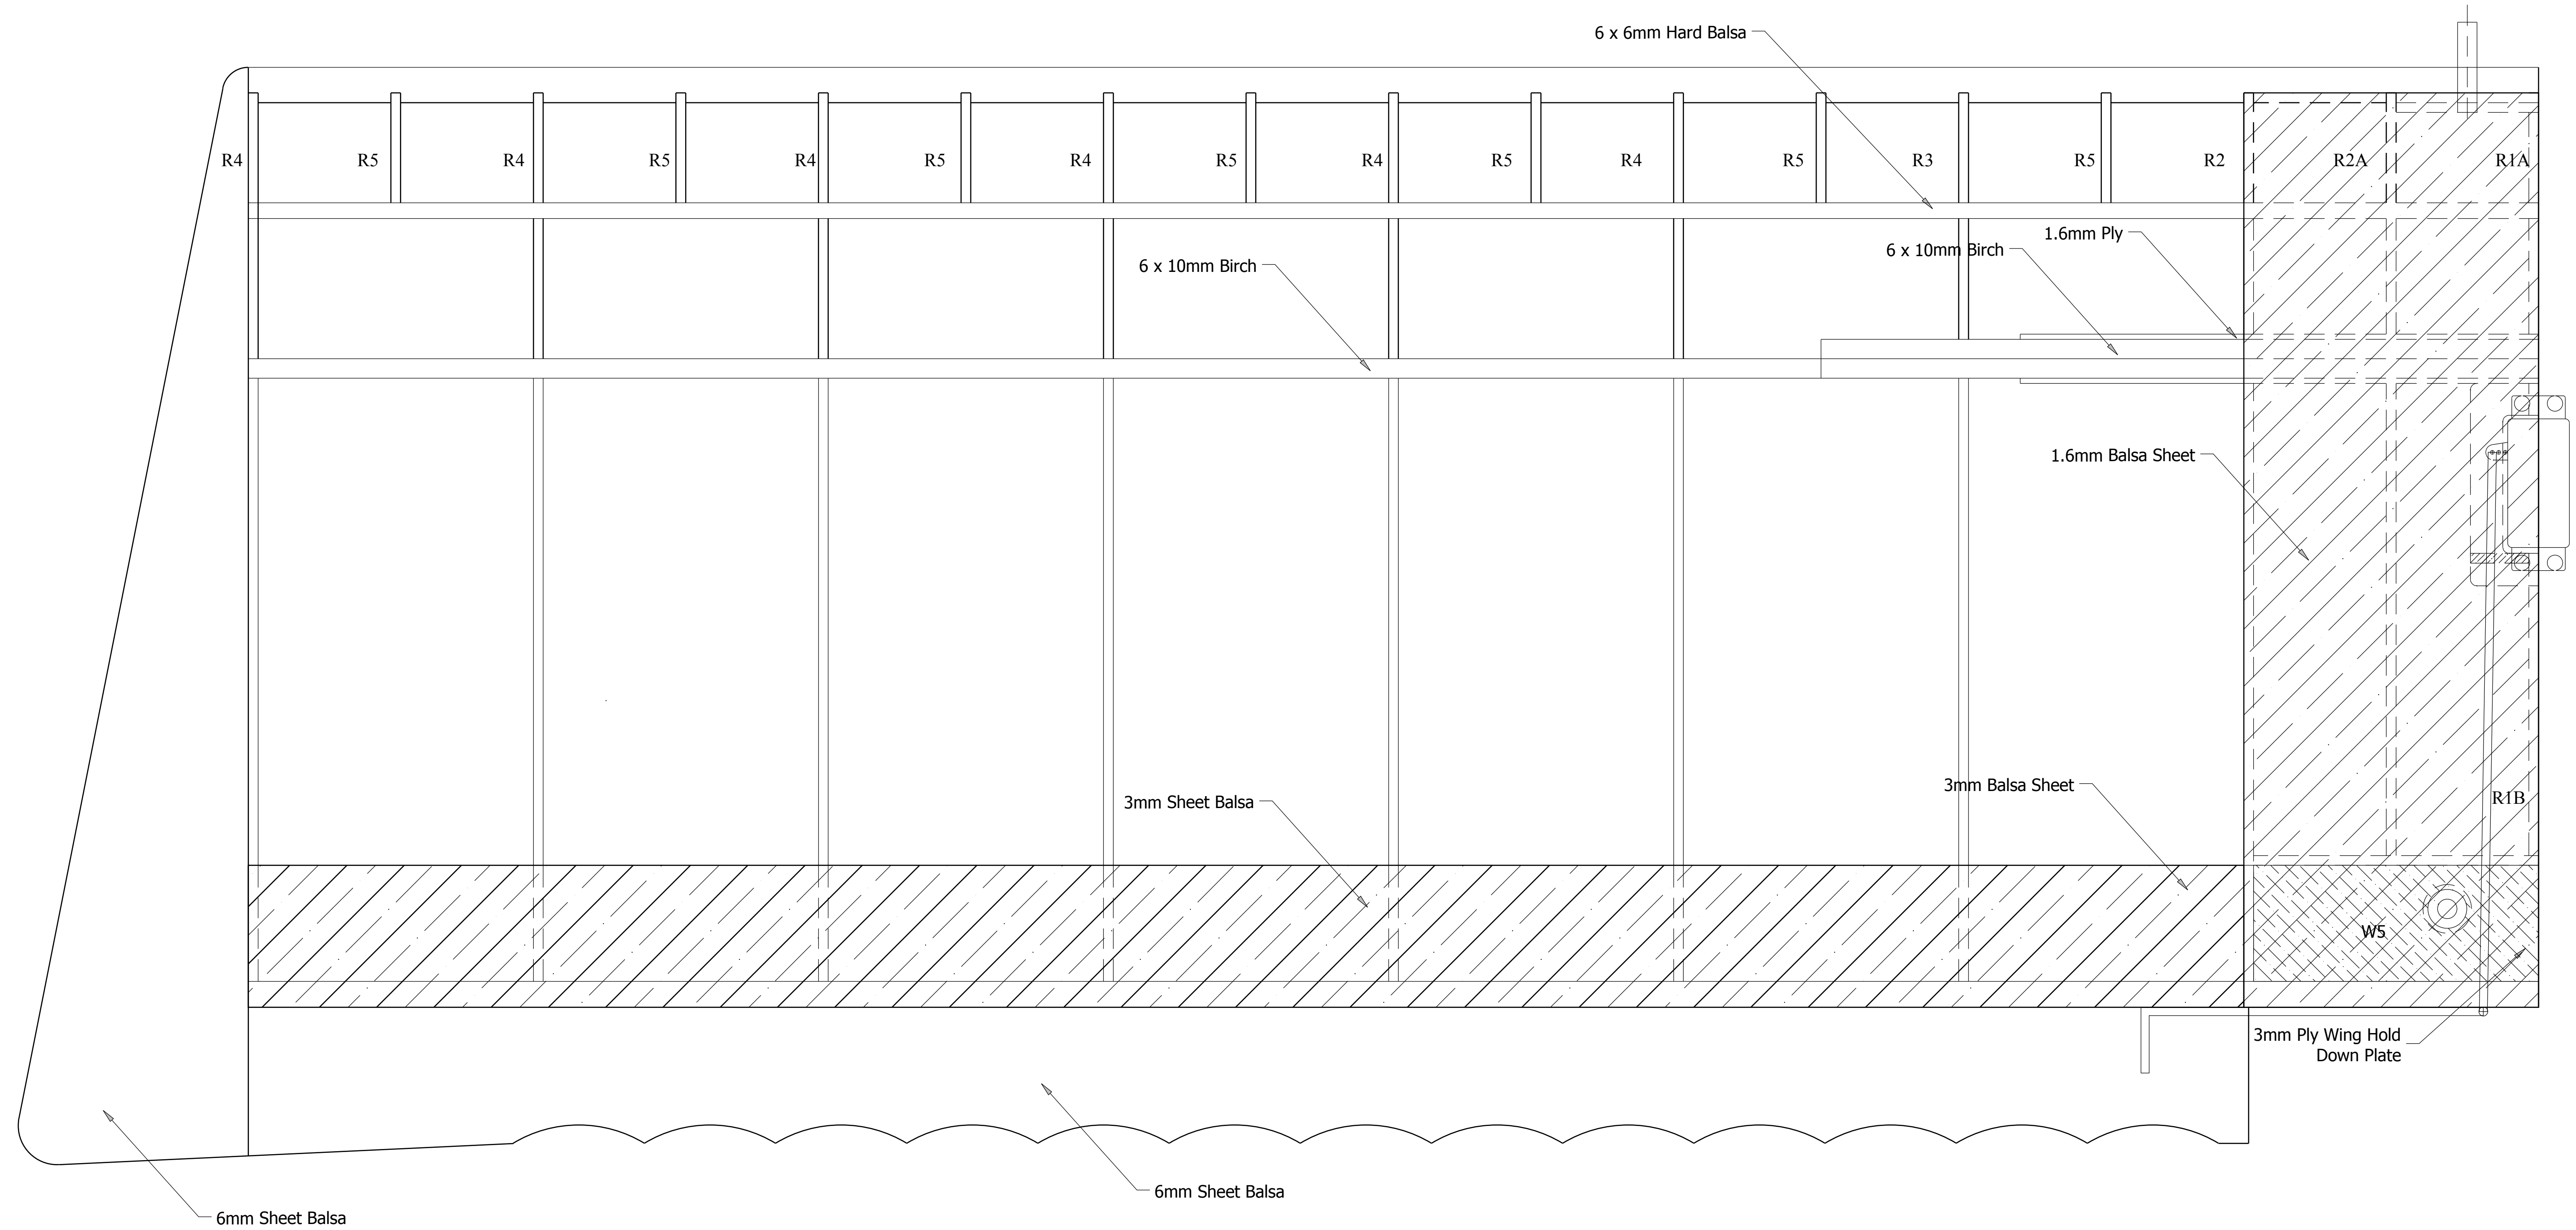 6 x 6mm Hard Balsa
R4
R5
R4
R5
R4
R5
R4
R5
R4
R5
R4
R5
R3
R5
R2
R2A
R1A
1.6mm Ply
6 x 10mm Birch
6 x 10mm Birch
1.6mm Balsa Sheet
3mm Balsa Sheet
R1B
3mm Sheet Balsa
W5
3mm Ply Wing Hold
Down Plate
6mm Sheet Balsa
6mm Sheet Balsa